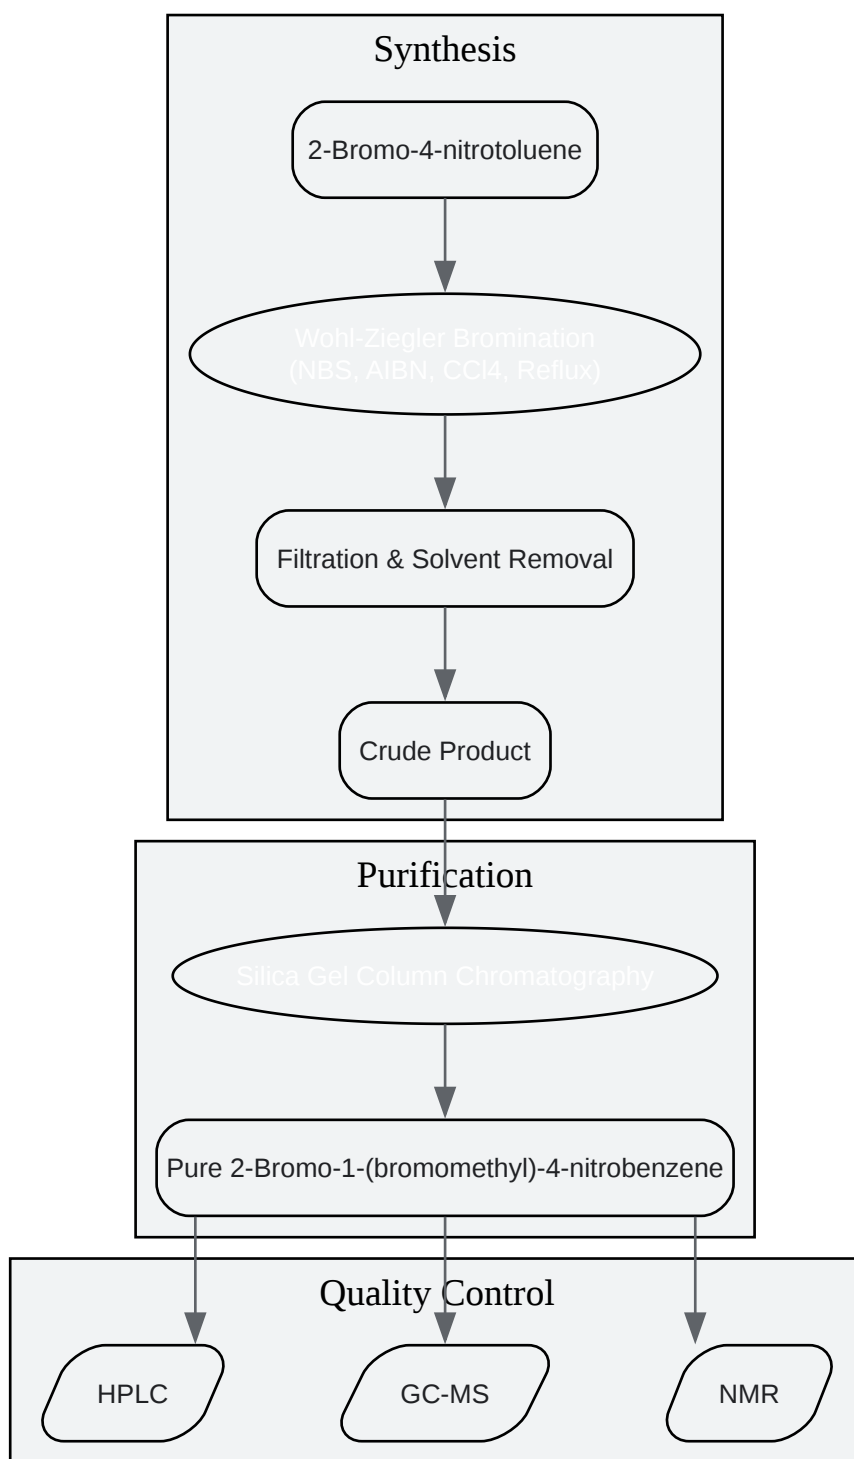 Synthesis
2-Bromo-4-nitrotoluene
Wohl-Ziegler Bromination
(NBS, AIBN, CCl4, Reflux)
Filtration & Solvent Removal
Crude Product
Purification
Silica Gel Column Chromatography
Pure 2-Bromo-1-(bromomethyl)-4-nitrobenzene
Quality Control
HPLC
GC-MS
NMR